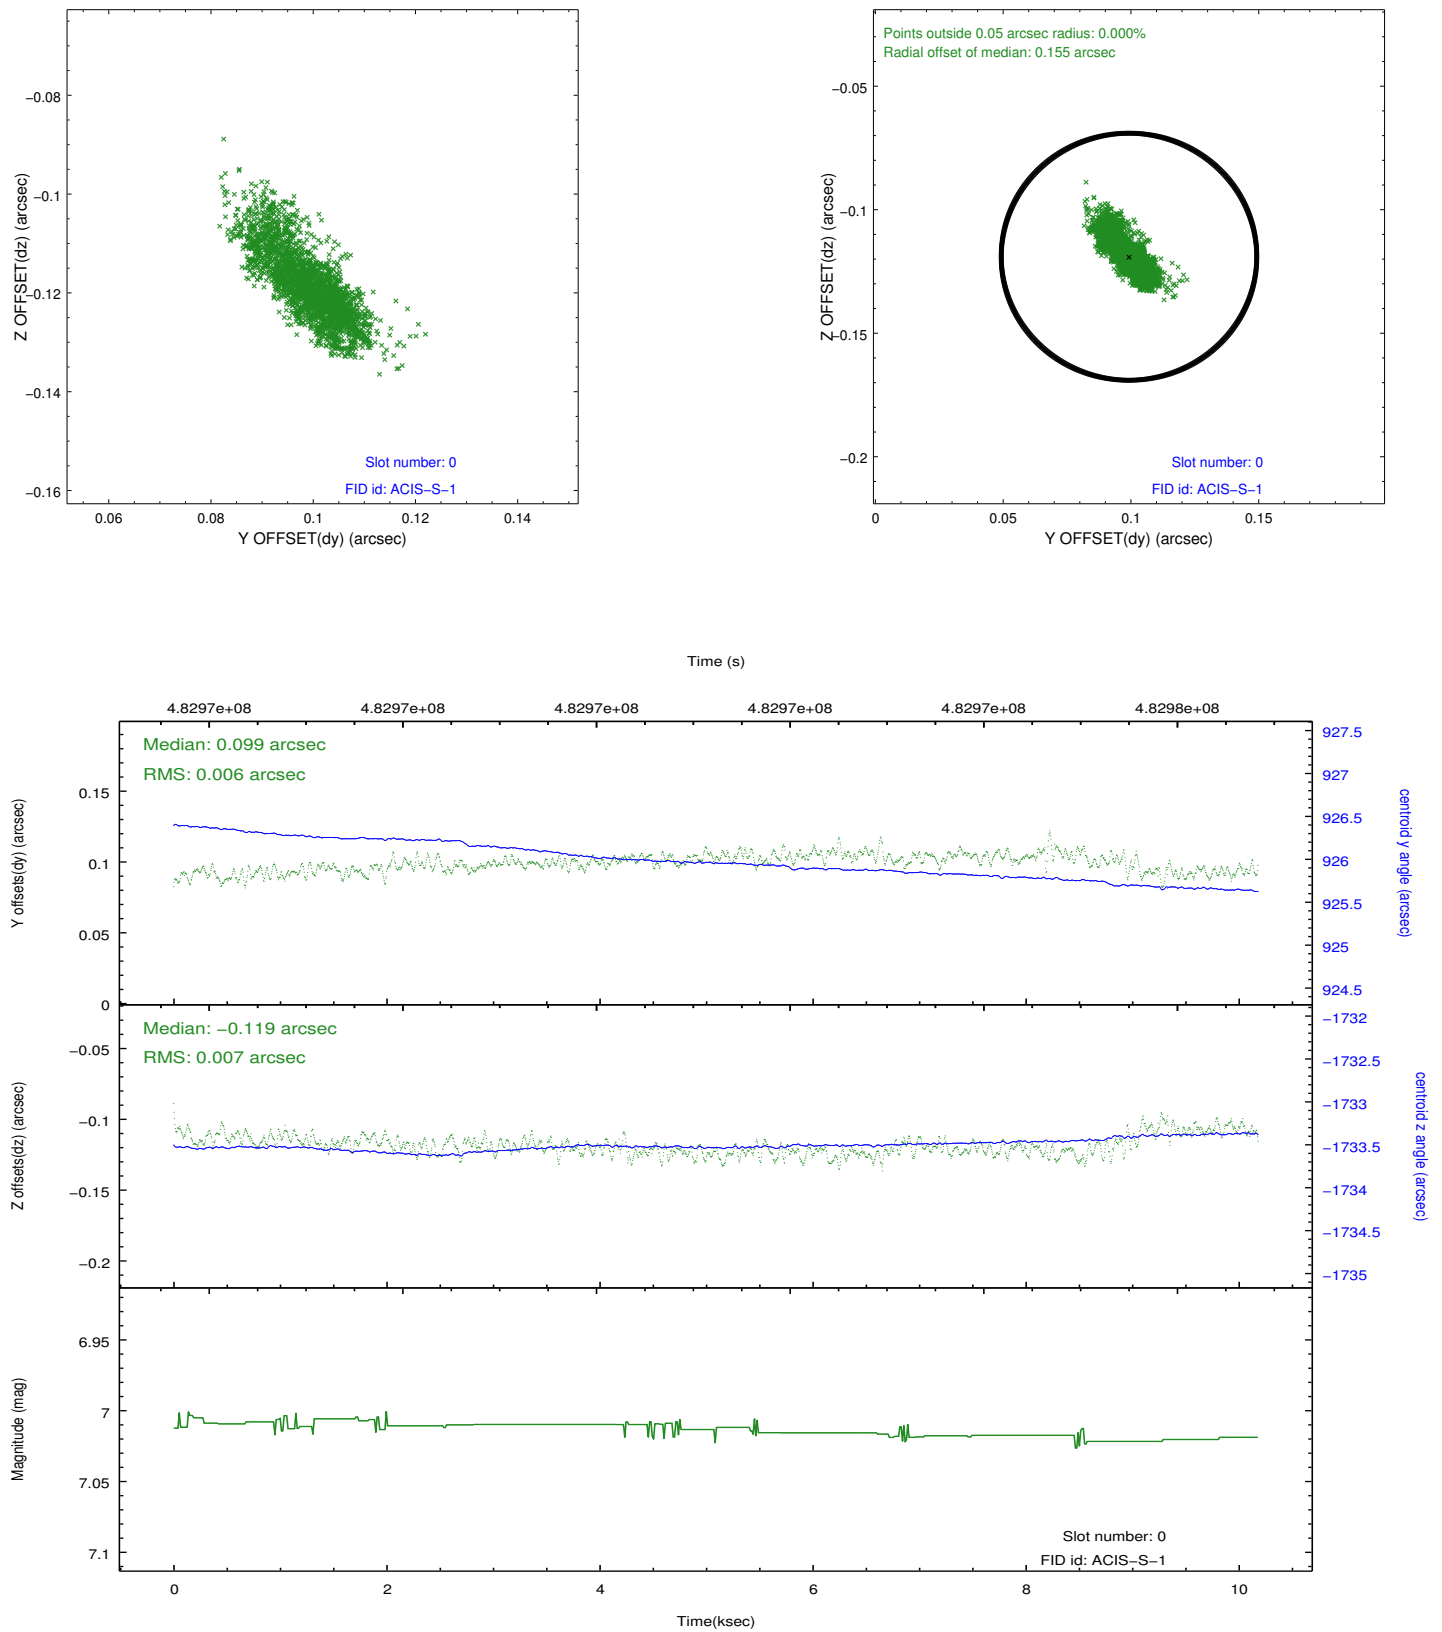 −0.08
−0.1
−0.12
−0.14
−0.16
Z OFFSET(dz) (arcsec)
Slot number: 0
FID id: ACIS−S−1
0.06 0.08 0.1 0.12 0.14
Y OFFSET(dy) (arcsec)
Points outside 0.05 arcsec radius: 0.000%
Radial offset of median: 0.155 arcsec
−0.05
−0.1
−0.15
−0.2
Z OFFSET(dz) (arcsec)
Slot number: 0
FID id: ACIS−S−1
0 0.05 0.1 0.15
Y OFFSET(dy) (arcsec)
Time (s)
4.8297e+08 4.8297e+08 4.8297e+08 4.8297e+08 4.8297e+08 4.8298e+08
Median: 0.099 arcsec
RMS: 0.006 arcsec
0.15
0.1
0.05
0
Y offsets(dy) (arcsec)
927.5
927
926.5
926
925.5
925
924.5
centroid y angle (arcsec)
Median: −0.119 arcsec
RMS: 0.007 arcsec
−0.05
−0.1
−0.15
−0.2
Z offsets(dz) (arcsec)
−1732
−1732.5
−1733
−1733.5
−1734
−1734.5
−1735
centroid z angle (arcsec)
6.95
7
7.05
7.1
Magnitude (mag)
Slot number: 0
FID id: ACIS−S−1
0 2 4 6 8 10
Time(ksec)